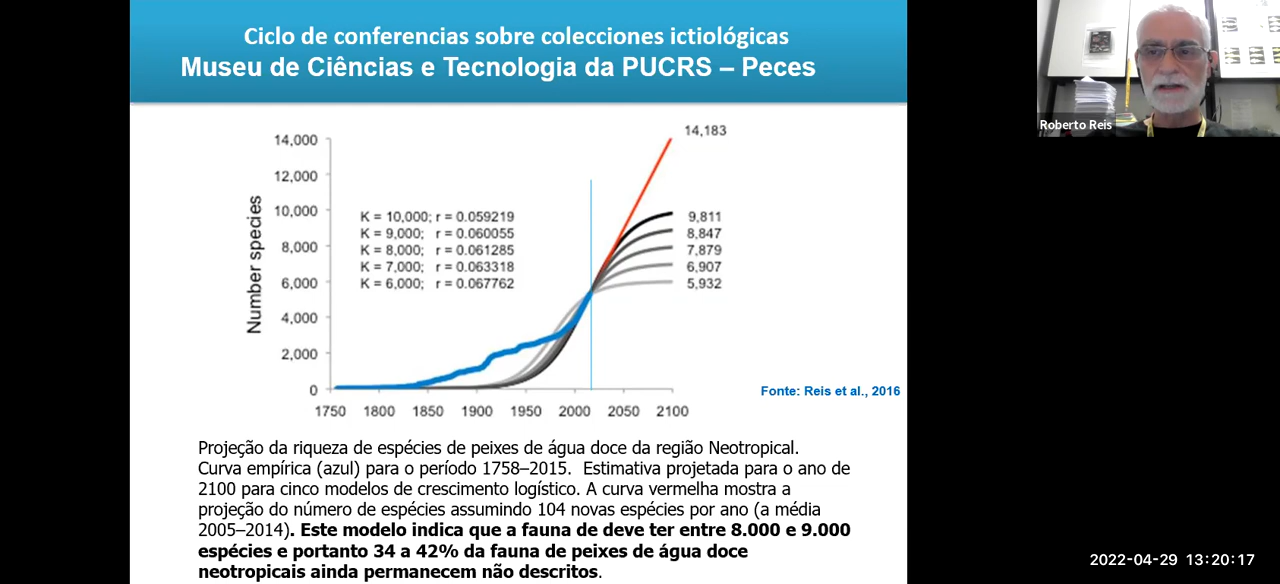 Ciclo de conferencias sobre colecciones ictiológicas
Museu de Ciências e Tecnologia da PUCRS – Peces
Roberto Reis
14,183
14,000
12,000
10,000
8,000
6,000
4,000
2,000
0
Number species
K = 10,000; r = 0.059219
K = 9,000; r = 0.060055
K = 8,000; r = 0.061285
K = 7,000; r = 0.063318
K = 6,000; r = 0.067762
9,811
8,847
7,879
6,907
5,932
1750 1800 1850 1900 1950 2000 2050 2100
Fonte: Reis et al., 2016
Projeção da riqueza de espécies de peixes de água doce da região Neotropical.
Curva empírica (azul) para o período 1758–2015. Estimativa projetada para o ano de
2100 para cinco modelos de crescimento logístico. A curva vermelha mostra a
projeção do número de espécies assumindo 104 novas espécies por ano (a média
2005–2014). Este modelo indica que a fauna de deve ter entre 8.000 e 9.000
espécies e portanto 34 a 42% da fauna de peixes de água doce
neotropicais ainda permanecem não descritos.
2022-04-29 13:20:17